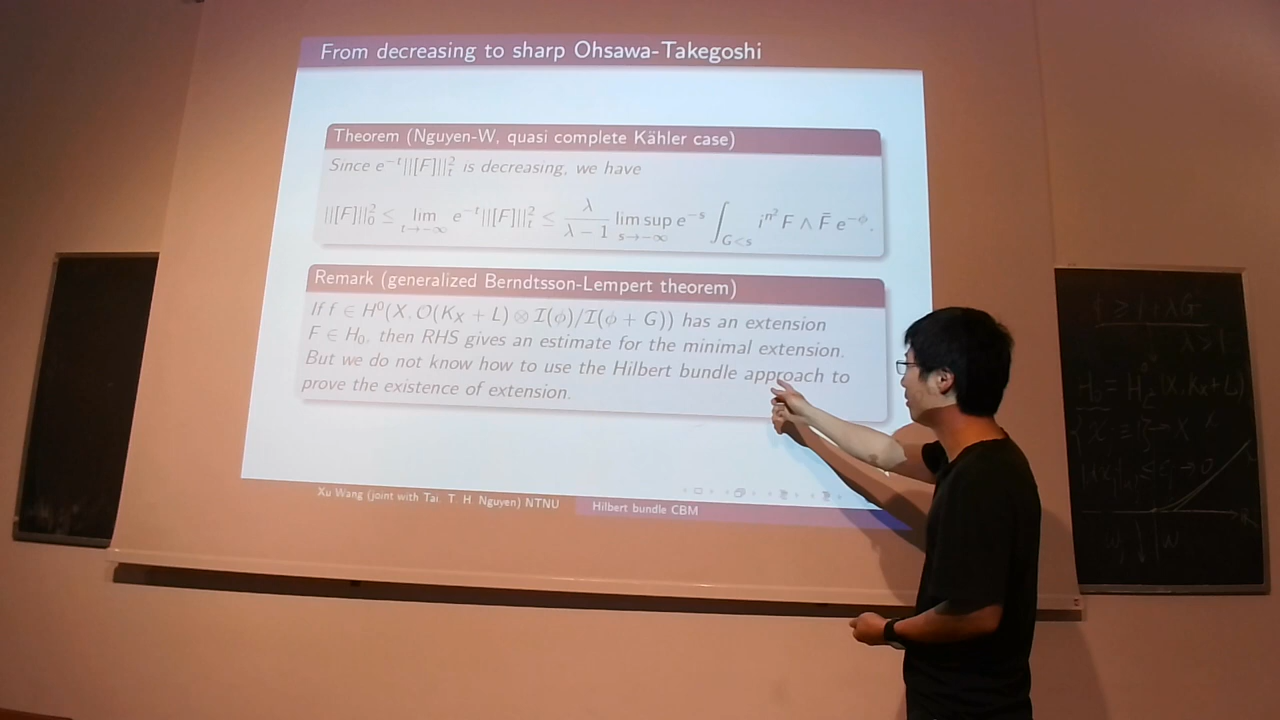 From decreasing to sharp Ohsawa-Takegoshi
Theorem (Nguyen-W, quasi complete Kähler case)
Since e^{-t}||[F]||_t^2 is decreasing, we have
||[F]||_0^2 ≤ lim_{t→-∞} e^{-t}||[F]||_t^2 ≤ \frac{λ}{λ-1} lim sup_{s→-∞} e^{-s} ∫_{G<s} i^{n^2} F ∧ \bar{F} e^{-ϕ}.
Remark (generalized Berndtsson-Lempert theorem)
If f ∈ H^0(X, O(K_X + L) ⊗ I(ϕ)/I(ϕ + G)) has an extension
F ∈ H_0, then RHS gives an estimate for the minimal extension.
But we do not know how to use the Hilbert bundle approach to
prove the existence of extension.
Xu Wang (joint with Tai. T. H. Nguyen) NTNU
Hilbert bundle CBM
λ > 1